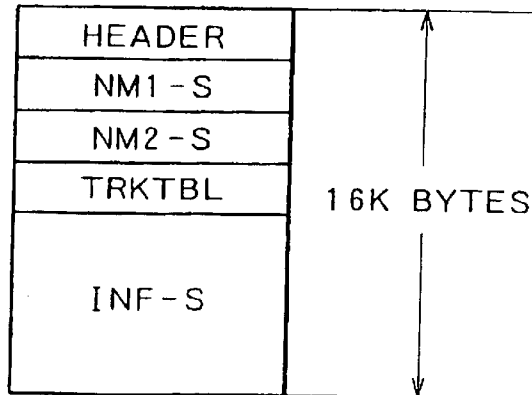 HEADER
NM1-S
NM2-S
TRKTBL
16K BYTES
INF-S